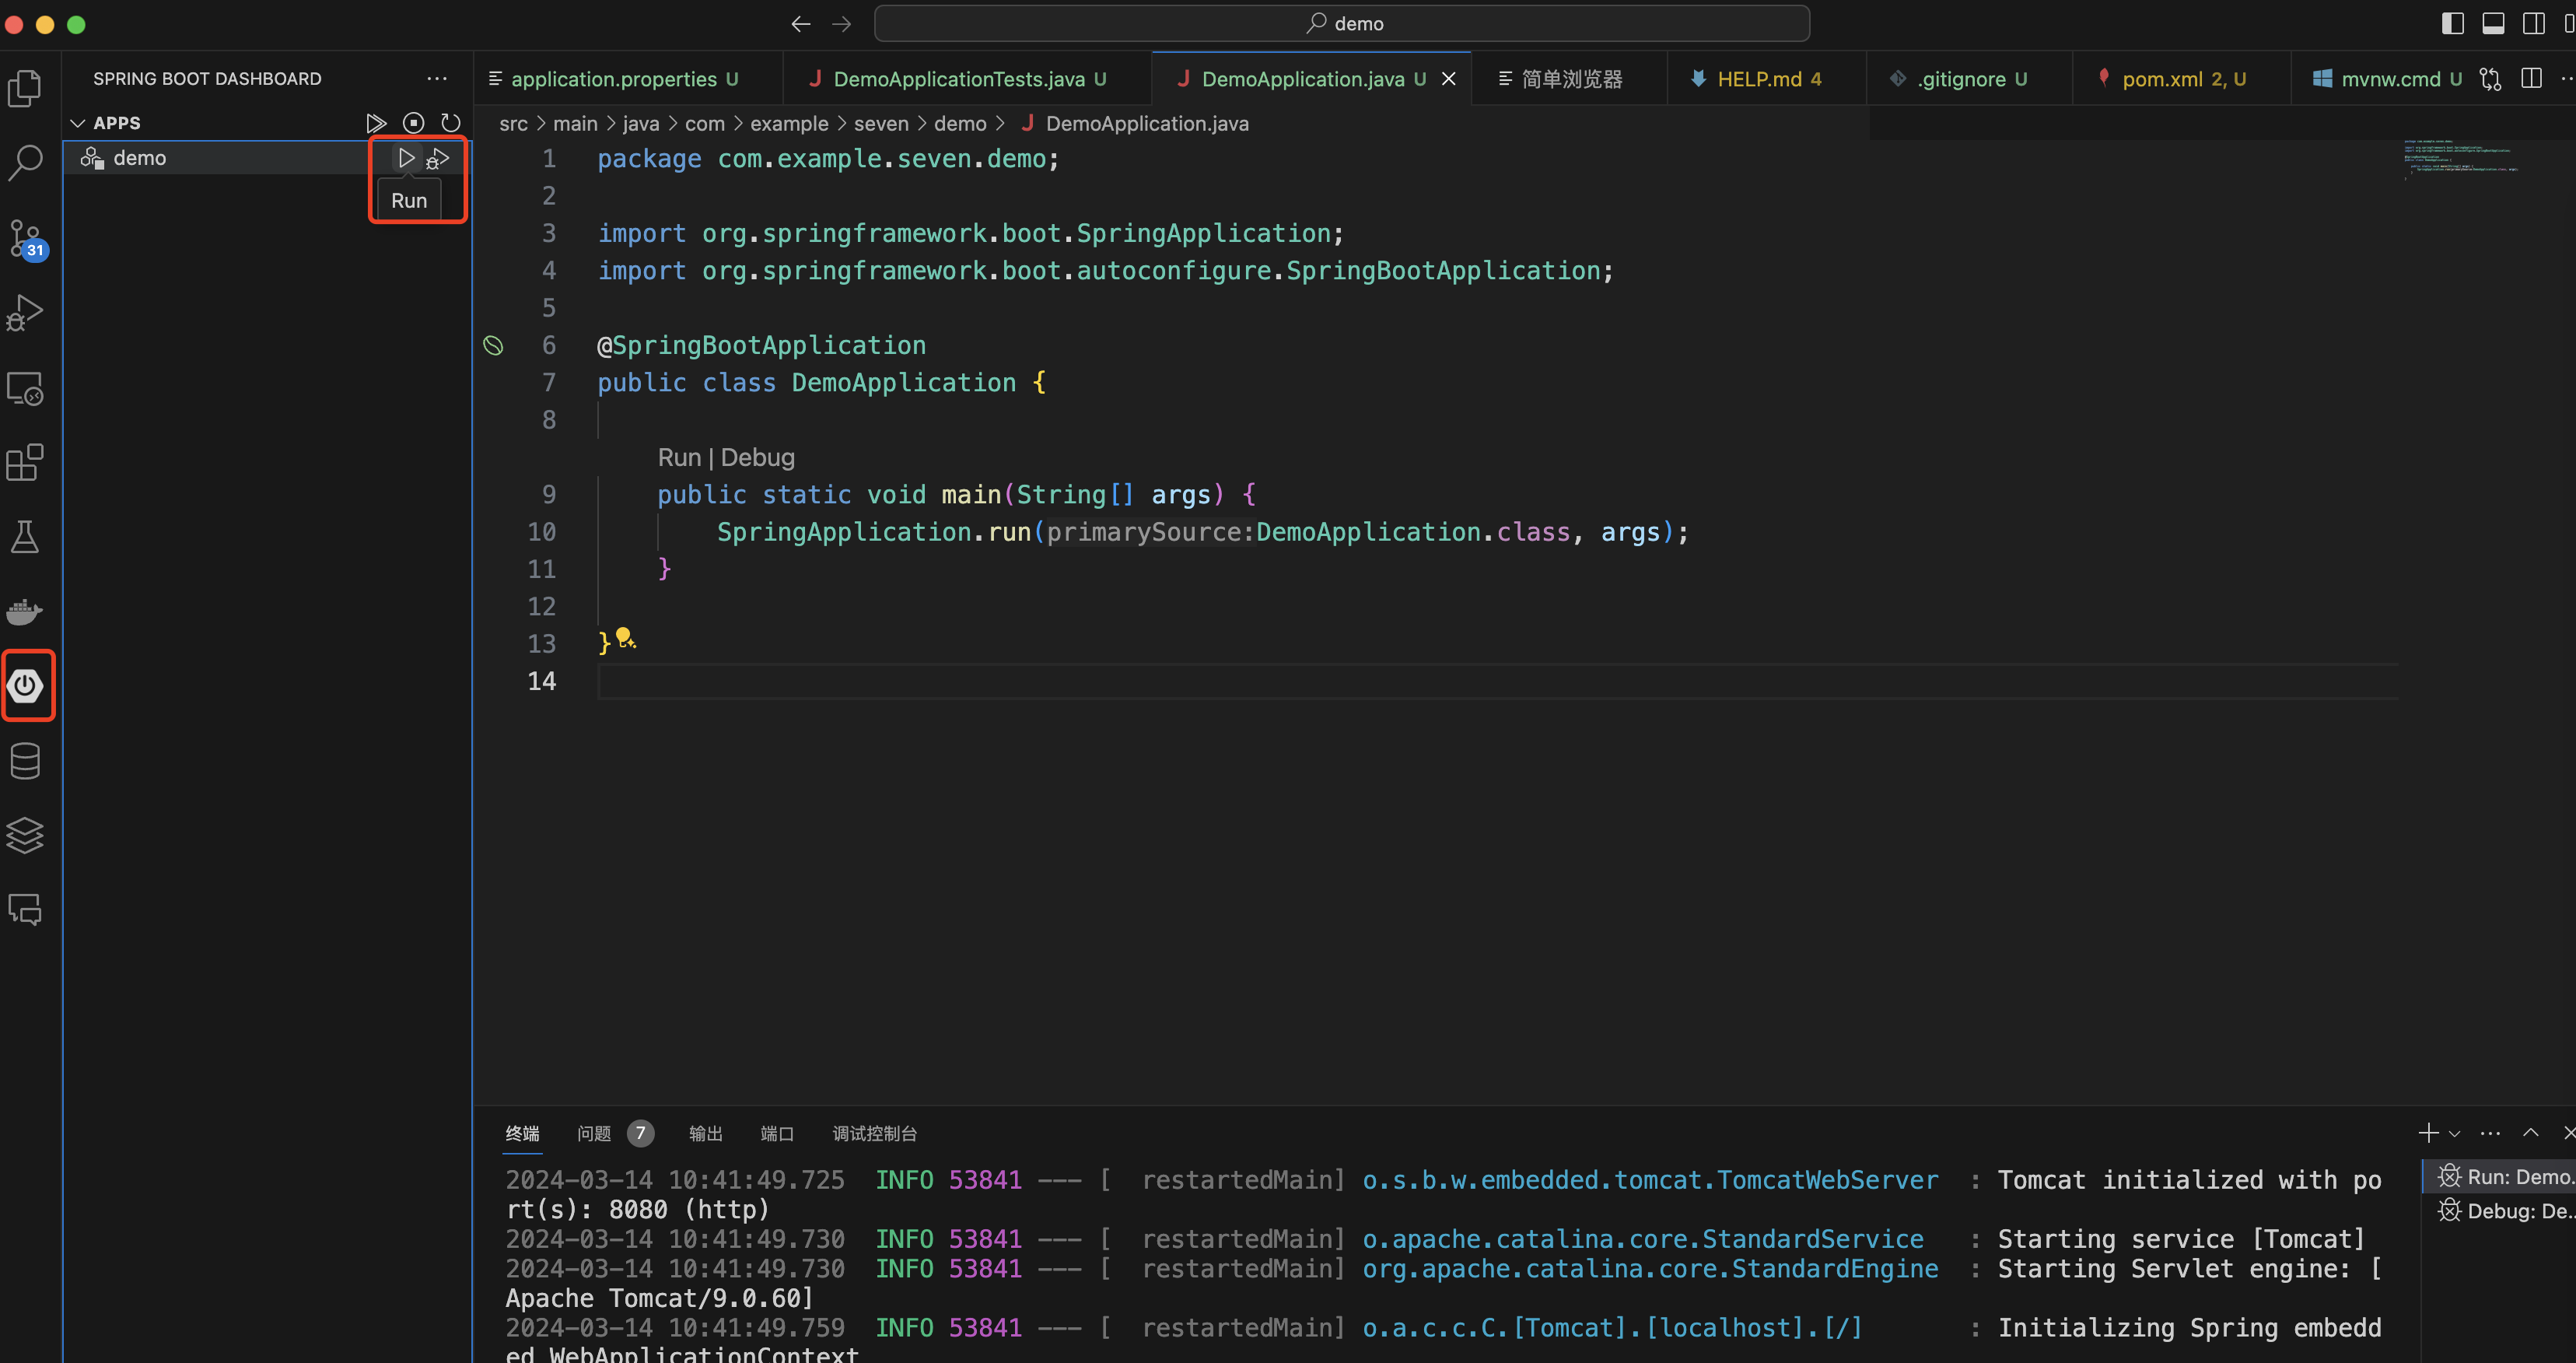 demo
SPRING BOOT DASHBOARD
application.properties U
DemoApplicationTests.java U
DemoApplication.java U
简单浏览器
HELP.md 4
.gitignore U
pom.xml 2, U
mvnw.cmd U
APPS
demo
Run
31
src > main > java > com > example > seven > demo > DemoApplication.java
1 package com.example.seven.demo;
2
3 import org.springframework.boot.SpringApplication;
4 import org.springframework.boot.autoconfigure.SpringBootApplication;
5
6 @SpringBootApplication
7 public class DemoApplication {
8
Run | Debug
9 public static void main(String[] args) {
10 SpringApplication.run(primarySource:DemoApplication.class, args);
11 }
12
13 }
14
终端 问题 7 输出 端口 调试控制台
2024-03-14 10:41:49.725 INFO 53841 --- [ restartedMain] o.s.b.w.embedded.tomcat.TomcatWebServer : Tomcat initialized with po
rt(s): 8080 (http)
2024-03-14 10:41:49.730 INFO 53841 --- [ restartedMain] o.apache.catalina.core.StandardService : Starting service [Tomcat]
2024-03-14 10:41:49.730 INFO 53841 --- [ restartedMain] org.apache.catalina.core.StandardEngine : Starting Servlet engine: [
Apache Tomcat/9.0.60]
2024-03-14 10:41:49.759 INFO 53841 --- [ restartedMain] o.a.c.c.C.[Tomcat].[localhost].[/] : Initializing Spring embedd
ed WebApplicationContext
Run: Demo...
Debug: De...